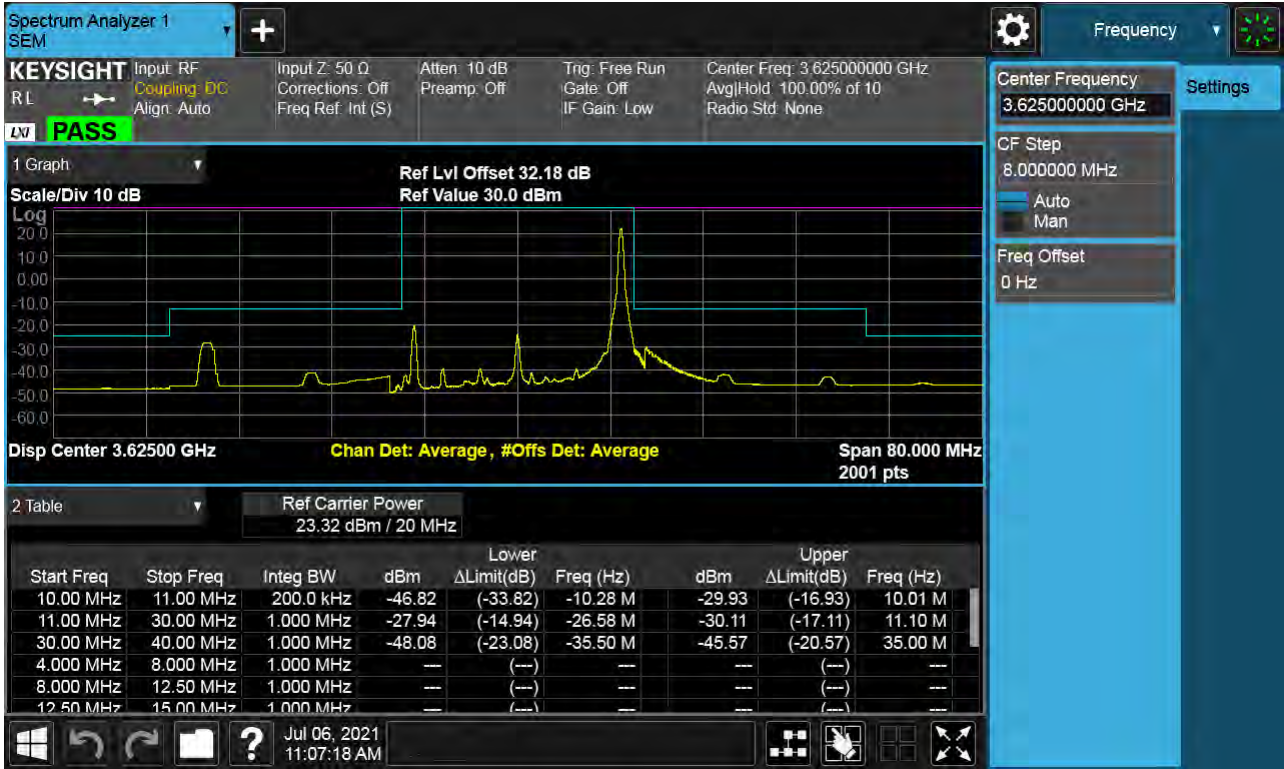 Spectrum Analyzer 1
SEM
Frequency
KEYSIGHT
RL
LXI
PASS
Input: RF
Coupling: DC
Align: Auto
Input Z: 50 Ω
Corrections: Off
Freq Ref: Int (S)
Atten: 10 dB
Preamp: Off
Trig: Free Run
Gate: Off
IF Gain: Low
Center Freq: 3.625000000 GHz
Avg|Hold: 100.00% of 10
Radio Std: None
Center Frequency
3.625000000 GHz
Settings
CF Step
8.000000 MHz
Auto
Man
Freq Offset
0 Hz
1 Graph
Scale/Div 10 dB
Ref Lvl Offset 32.18 dB
Ref Value 30.0 dBm
Log
20.0
10.0
0.00
-10.0
-20.0
-30.0
-40.0
-50.0
-60.0
Disp Center 3.62500 GHz
Chan Det: Average , #Offs Det: Average
Span 80.000 MHz
2001 pts
2 Table
Ref Carrier Power
23.32 dBm / 20 MHz
Lower Upper
Start Freq Stop Freq Integ BW dBm ΔLimit(dB) Freq (Hz) dBm ΔLimit(dB) Freq (Hz)
10.00 MHz 11.00 MHz 200.0 kHz -46.82 (-33.82) -10.28 M -29.93 (-16.93) 10.01 M
11.00 MHz 30.00 MHz 1.000 MHz -27.94 (-14.94) -26.58 M -30.11 (-17.11) 11.10 M
30.00 MHz 40.00 MHz 1.000 MHz -48.08 (-23.08) -35.50 M -45.57 (-20.57) 35.00 M
4.000 MHz 8.000 MHz 1.000 MHz --- (---) --- --- (---) ---
8.000 MHz 12.50 MHz 1.000 MHz --- (---) --- --- (---) ---
12.50 MHz 15.00 MHz 1.000 MHz --- (---) --- --- (---) ---
?
Jul 06, 2021
11:07:18 AM